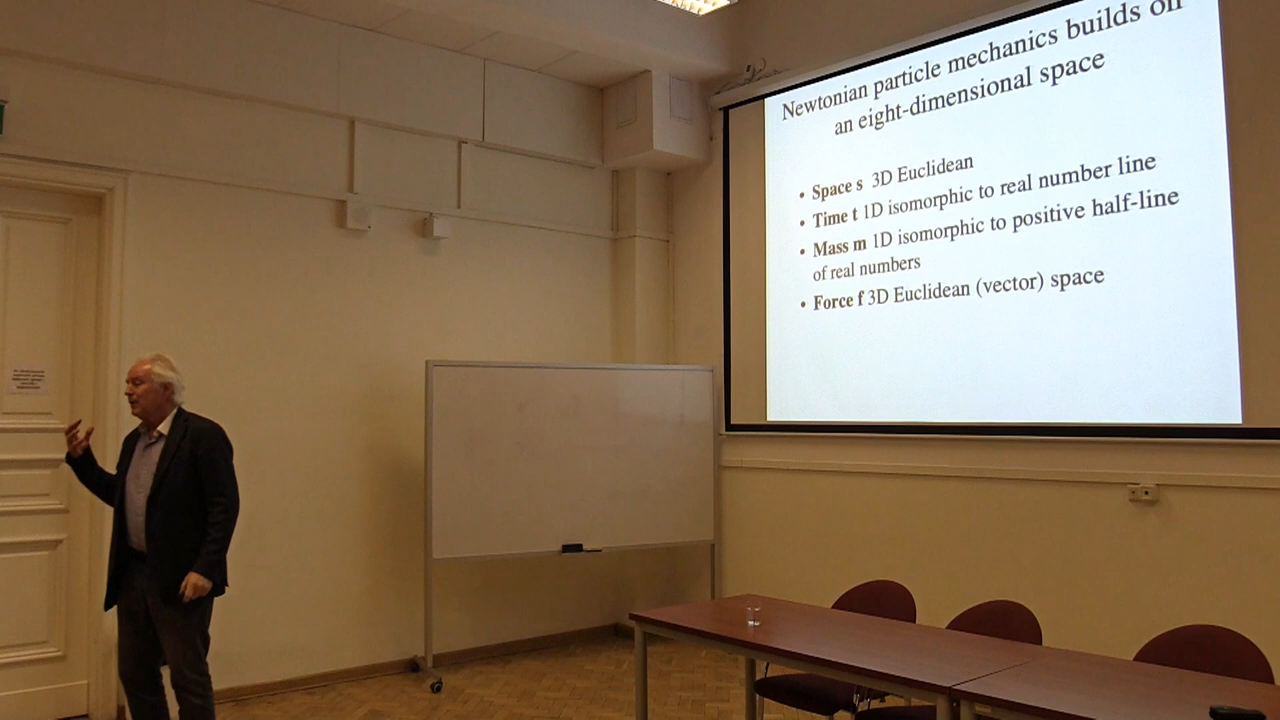 Newtonian particle mechanics builds on
an eight-dimensional space
• Space s 3D Euclidean
• Time t 1D isomorphic to real number line
• Mass m 1D isomorphic to positive half-line
of real numbers
• Force f 3D Euclidean (vector) space